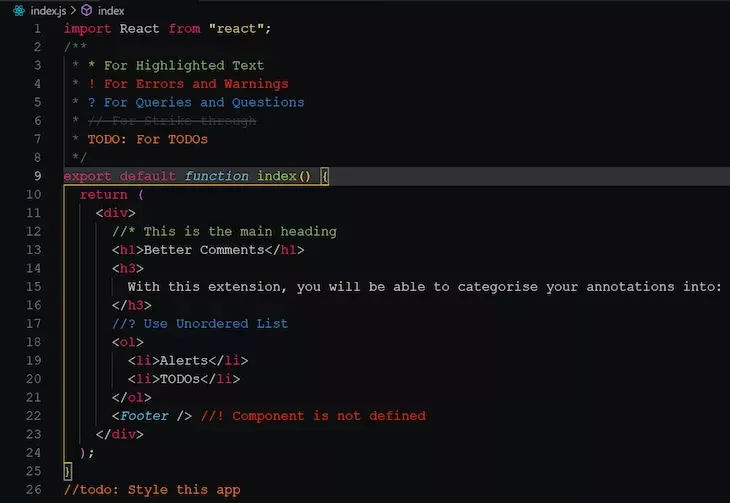 index.js > index
1 import React from "react";
2 /**
3 * * For Highlighted Text
4 * ! For Errors and Warnings
5 * ? For Queries and Questions
6 * // For Strike through
7 * TODO: For TODOs
8 */
9 export default function index() {
10 return (
11 <div>
12 //* This is the main heading
13 <h1>Better Comments</h1>
14 <h3>
15 With this extension, you will be able to categorise your annotations into:
16 </h3>
17 //? Use Unordered List
18 <ol>
19 <li>Alerts</li>
20 <li>TODOs</li>
21 </ol>
22 <Footer /> //! Component is not defined
23 </div>
24 );
25 }
26 //todo: Style this app